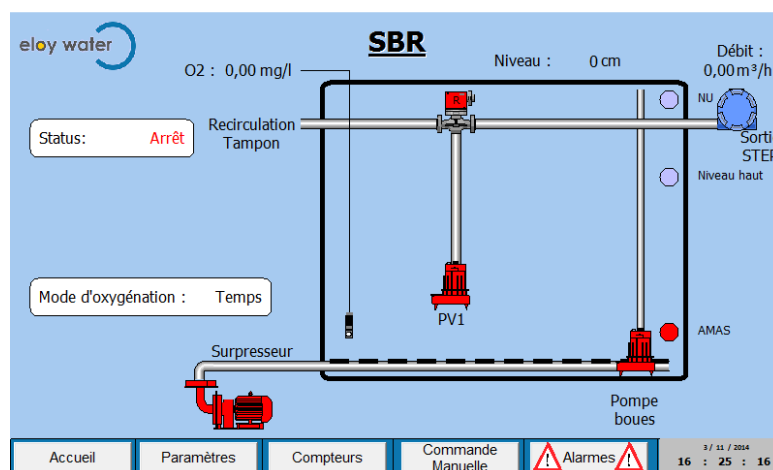 eloy water
SBR
O2 : 0,00 mg/l
Niveau : 0 cm
Débit :
0,00 m³/h
Status: Arrêt
Recirculation
Tampon
R
NU
Sortie
STEP
Niveau haut
Mode d'oxygénation : Temps
PV1
AMAS
Surpresseur
Pompe
boues
Accueil
Paramètres
Compteurs
Commande
Manuelle
! Alarmes !
3/ 11 / 2014
16 : 25 : 16